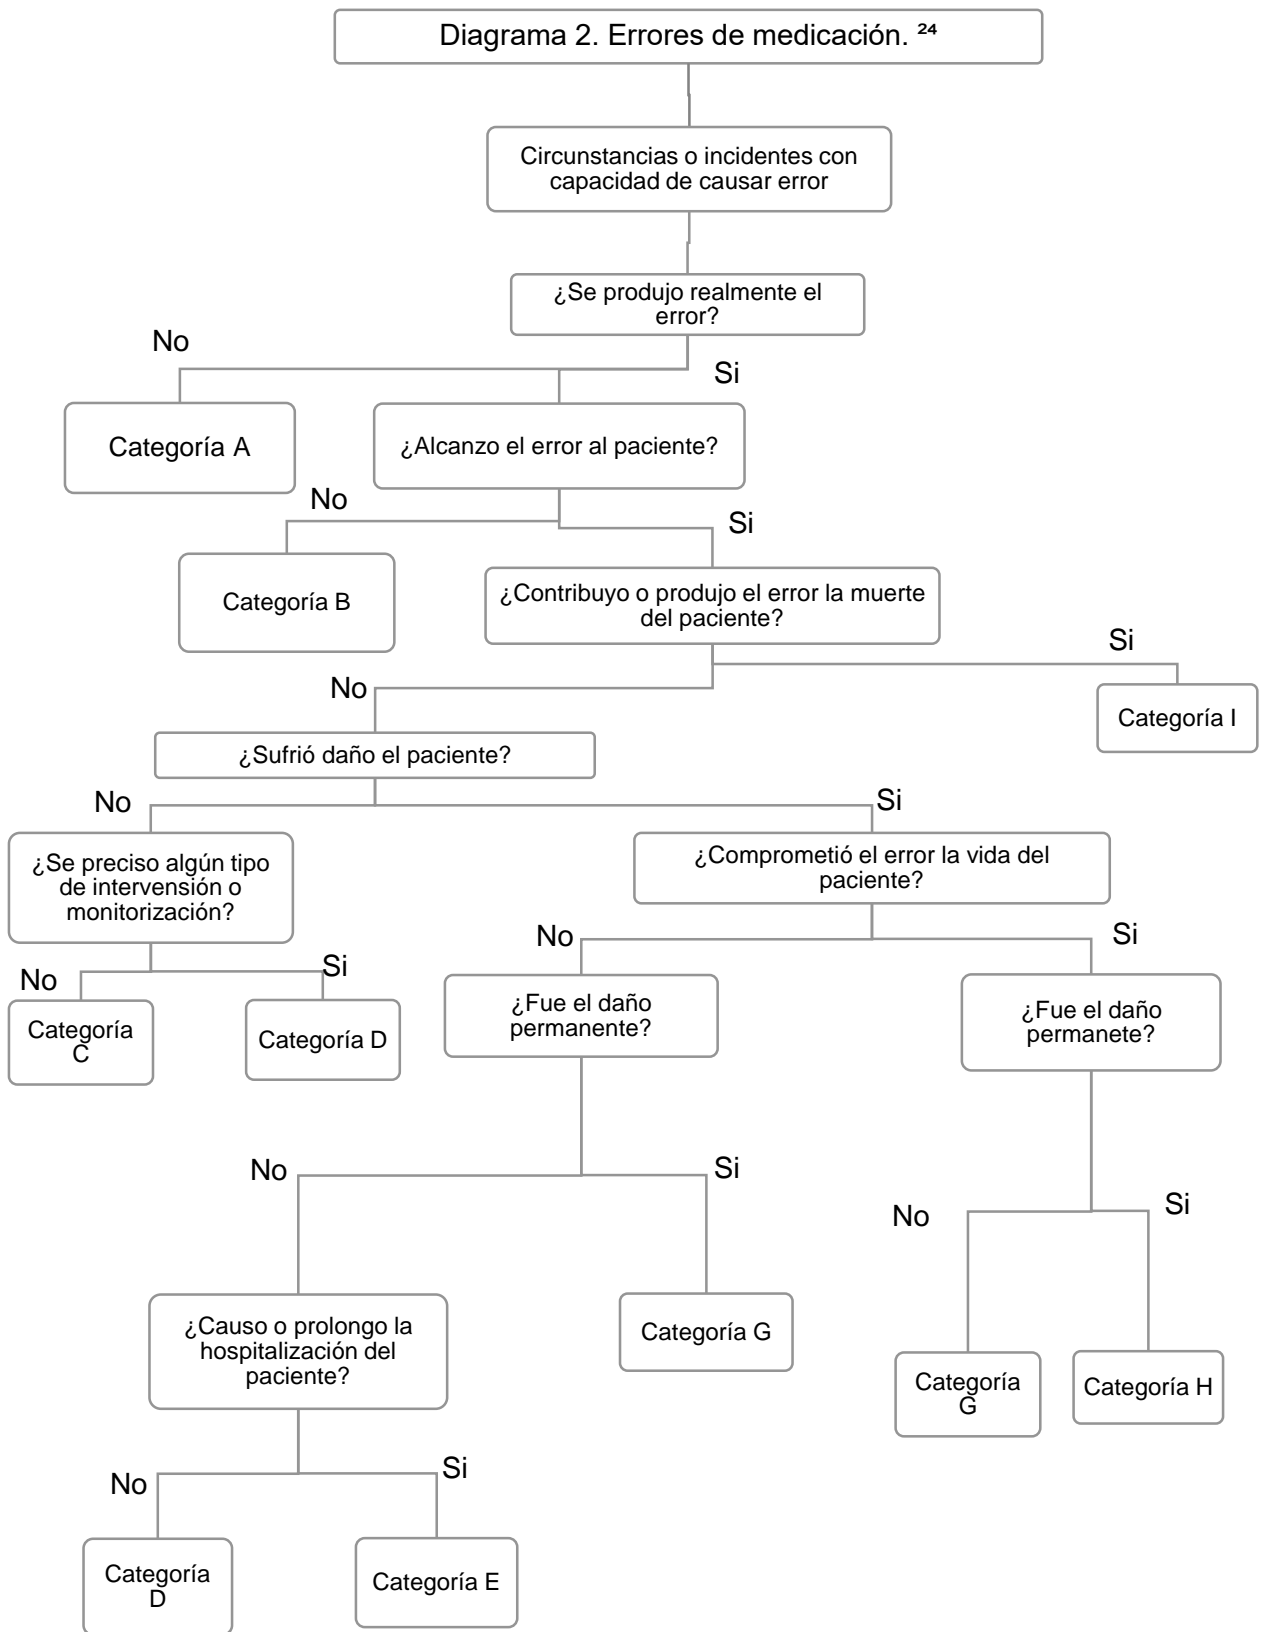 Diagrama 2. Errores de medicación. ²⁴
Circunstancias o incidentes con
capacidad de causar error
¿Se produjo realmente el
error?
No
Si
Categoría A
¿Alcanzo el error al paciente?
No
Si
Categoría B
¿Contribuyo o produjo el error la muerte
del paciente?
Si
No
Categoría I
¿Sufrió daño el paciente?
No
Si
¿Se preciso algún tipo
de intervensión o
monitorización?
¿Comprometió el error la vida del
paciente?
No
Si
No
Si
Categoría
C
Categoría D
¿Fue el daño
permanente?
¿Fue el daño
permanete?
No
Si
No
Si
¿Causo o prolongo la
hospitalización del
paciente?
Categoría G
Categoría
G
Categoría H
No
Si
Categoría
D
Categoría E